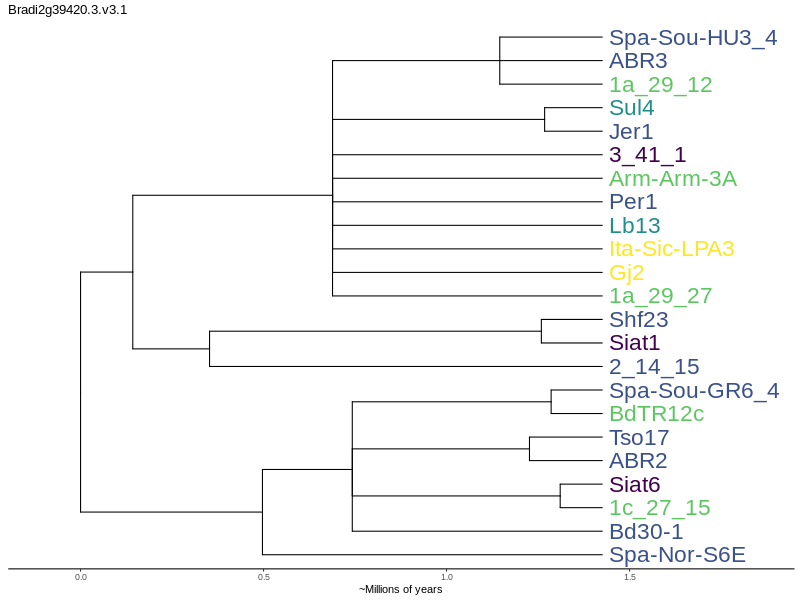 Bradi2g39420.3.v3.1
Spa-Sou-HU3_4
ABR3
1a_29_12
Sul4
Jer1
3_41_1
Arm-Arm-3A
Per1
Lb13
Ita-Sic-LPA3
Gj2
1a_29_27
Shf23
Siat1
2_14_15
Spa-Sou-GR6_4
BdTR12c
Tso17
ABR2
Siat6
1c_27_15
Bd30-1
Spa-Nor-S6E
0.0 0.5 1.0 1.5
~Millions of years